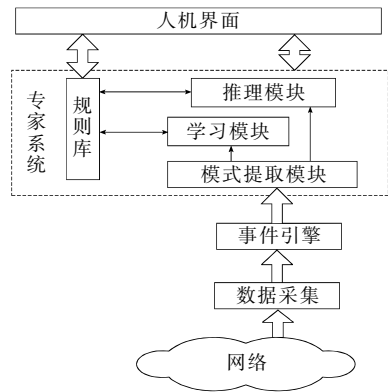 人机界面
专家系统
规则库
推理模块
学习模块
模式提取模块
事件引擎
数据采集
网络